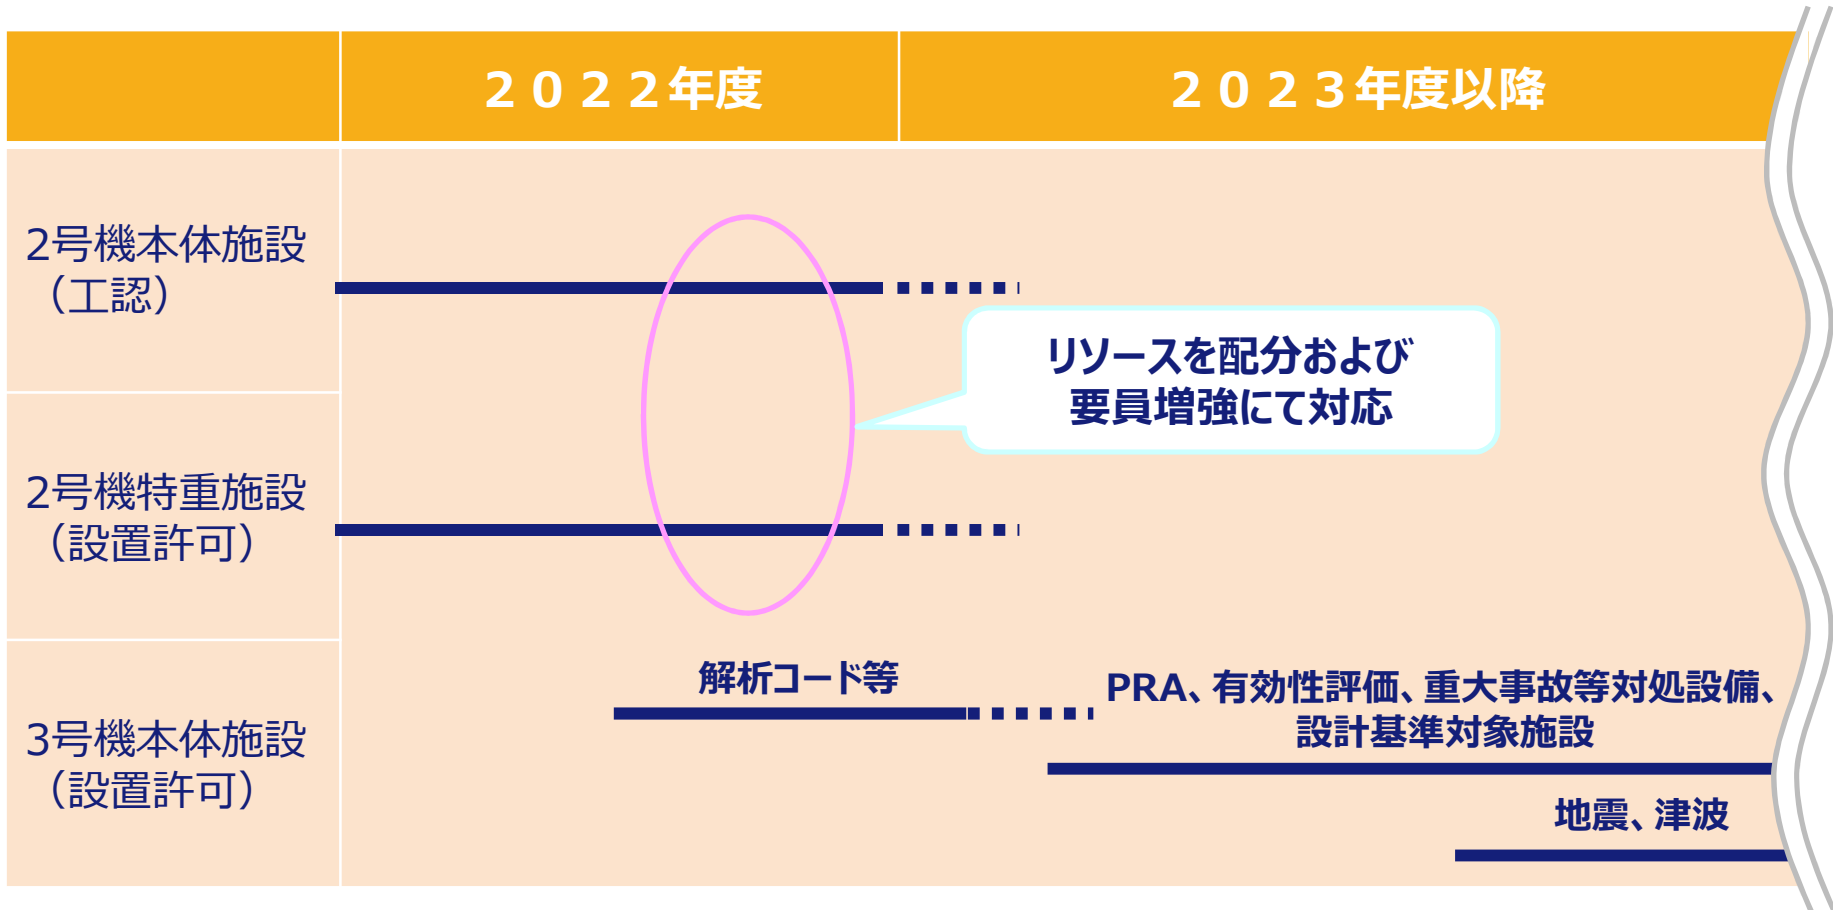 ２０２２年度
２０２３年度以降
2号機本体施設
（工認）
リソースを配分および
要員増強にて対応
2号機特重施設
（設置許可）
3号機本体施設
（設置許可）
解析コード等
PRA、有効性評価、重大事故等対処設備、
設計基準対象施設
地震、津波